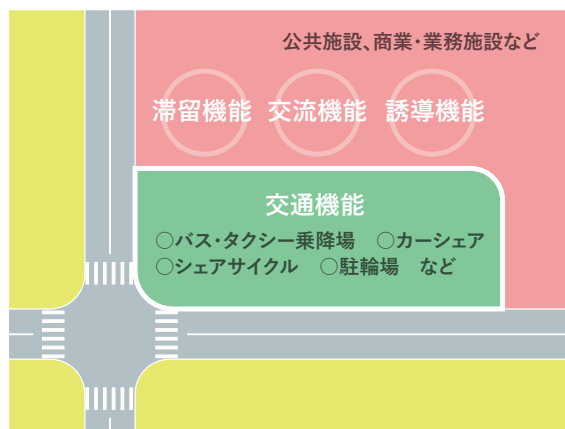 公共施設、商業・業務施設など
滞留機能 交流機能 誘導機能
交通機能
○バス・タクシー乗降場 ○カーシェア
○シェアサイクル ○駐輪場 など